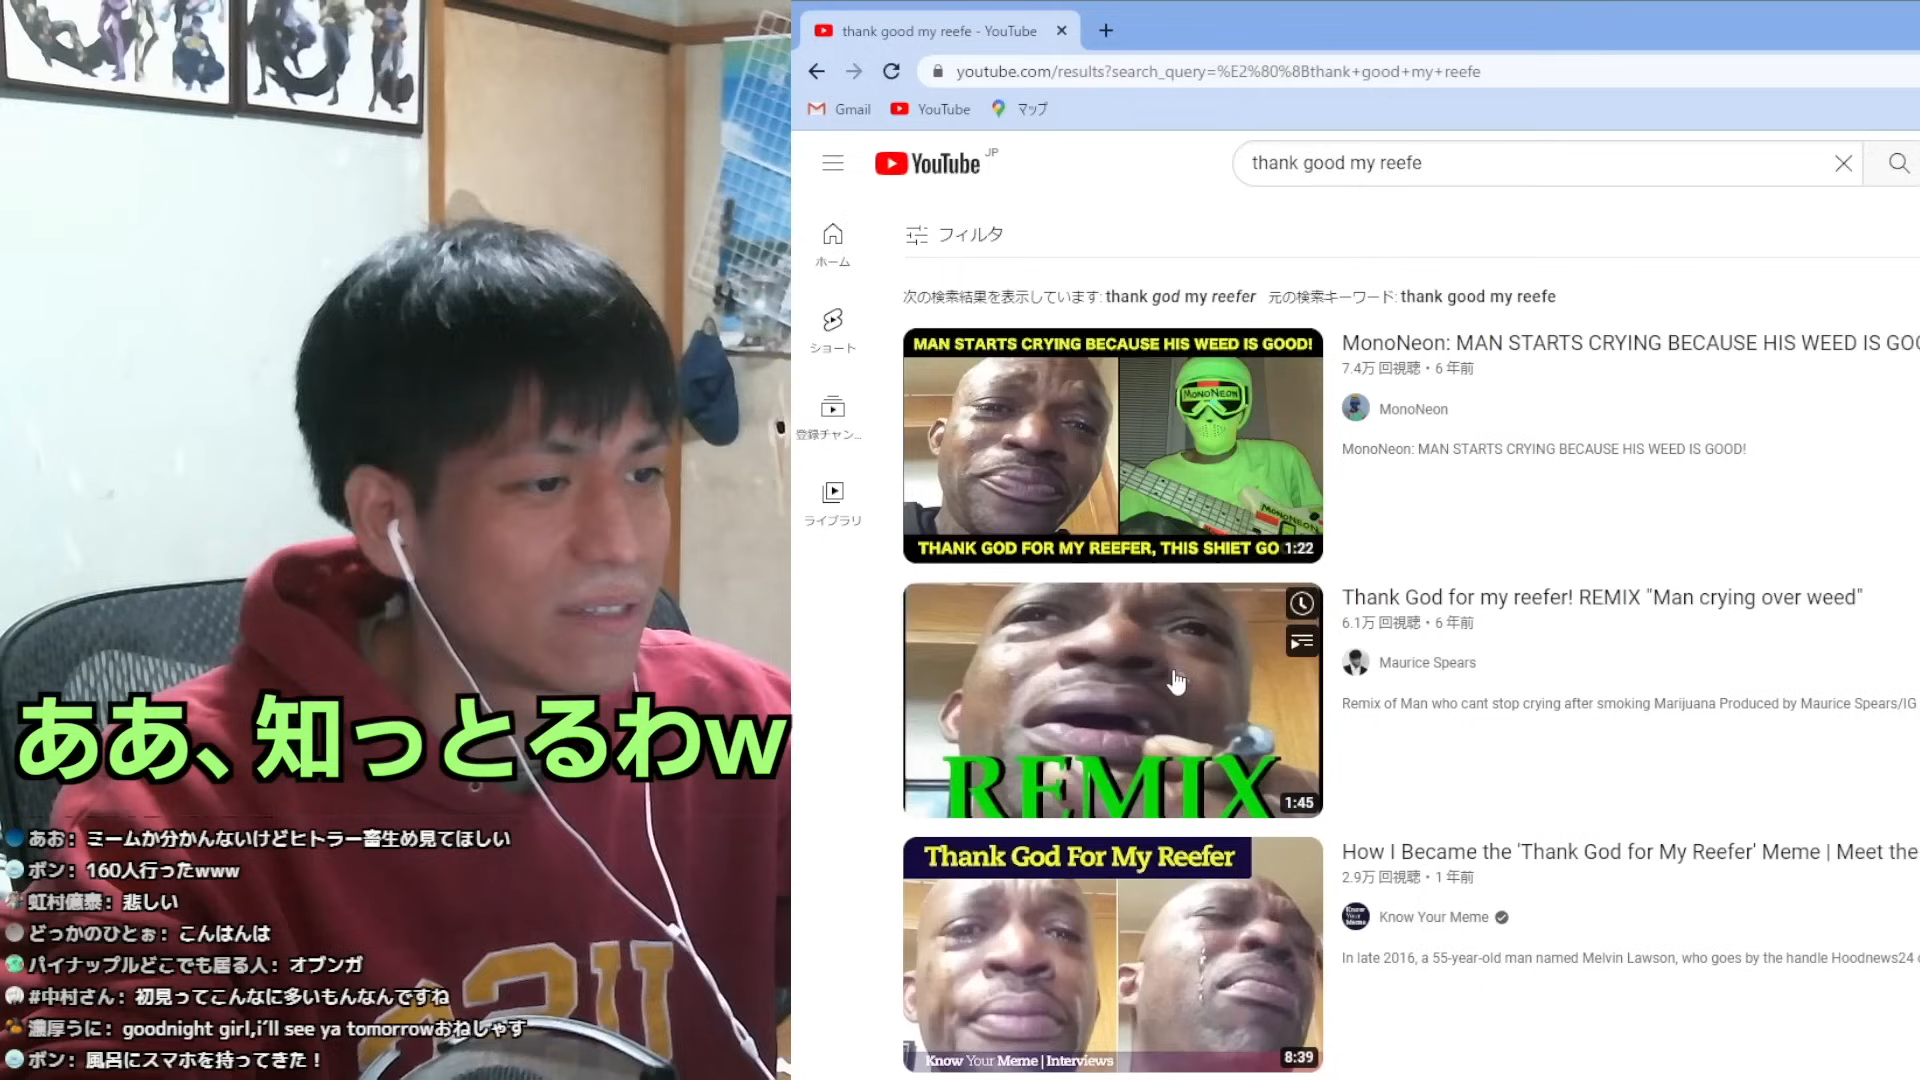 thank good my reefe - YouTube
youtube.com/results?search_query=%E2%80%8Bthank+good+my+reefe
Gmail
YouTube
マップ
YouTube JP
thank good my reefe
ホーム
ショート
登録チャン...
ライブラリ
フィルタ
次の検索結果を表示しています: thank god my reefer 元の検索キーワード: thank good my reefe
MAN STARTS CRYING BECAUSE HIS WEED IS GOOD!
MONONEON
MONONEON
THANK GOD FOR MY REEFER, THIS SHIET GO
1:22
MonoNeon: MAN STARTS CRYING BECAUSE HIS WEED IS GOO
7.4万 回視聴・6 年前
MonoNeon
MonoNeon: MAN STARTS CRYING BECAUSE HIS WEED IS GOOD!
REMIX
1:45
Thank God for my reefer! REMIX "Man crying over weed"
6.1万 回視聴・6 年前
Maurice Spears
Remix of Man who cant stop crying after smoking Marijuana Produced by Maurice Spears/IG
Thank God For My Reefer
Know Your Meme | Interviews
8:39
How I Became the 'Thank God for My Reefer' Meme | Meet the
2.9万 回視聴・1 年前
Know Your Meme
In late 2016, a 55-year-old man named Melvin Lawson, who goes by the handle Hoodnews24
ああ、知っとるわw
あお: ミームか分かんないけどヒトラー畜生め見てほしい
ボン: 160人行ったwww
虹村億泰: 悲しい
どっかのひとぉ: こんはんは
パイナップルどこでも居る人: オプンガ
#中村さん: 初見ってこんなに多いもんなんですね
濃厚うに: goodnight girl,i'll see ya tomorrowおねしゃす
ボン: 風呂にスマホを持ってきた！